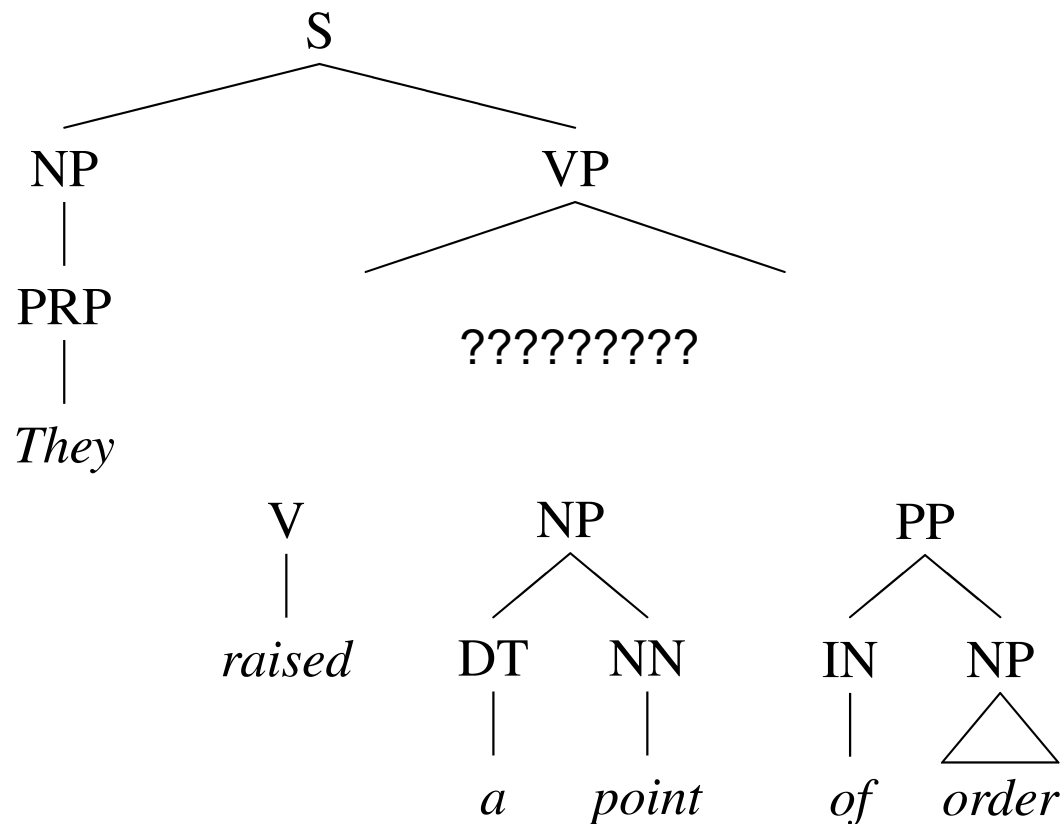 S
NP VP
PRP
?????????
They
V NP PP
raised DT NN IN NP
a point of order